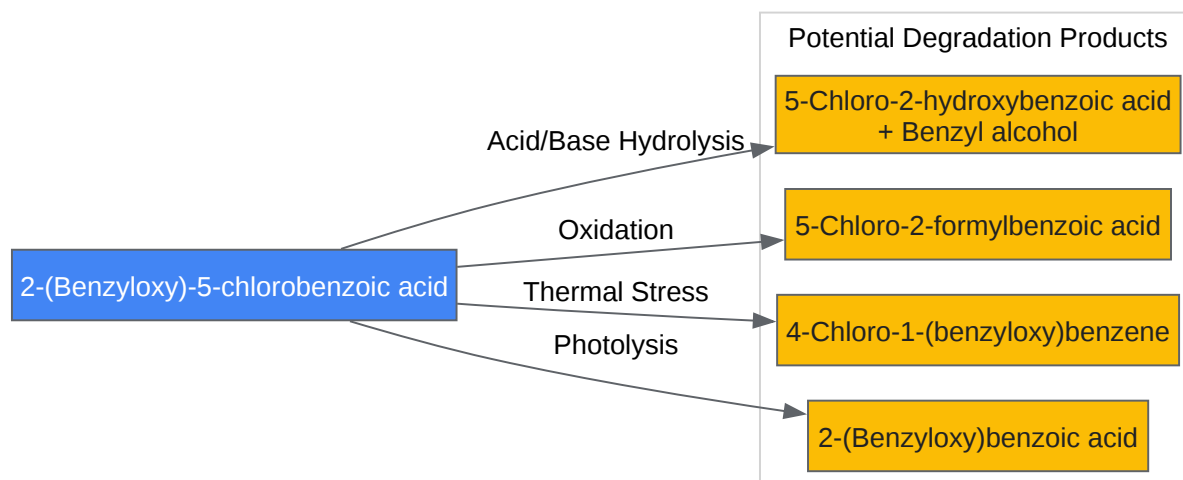 Potential Degradation Products
5-Chloro-2-hydroxybenzoic acid
+ Benzyl alcohol
Acid/Base Hydrolysis
Oxidation
5-Chloro-2-formylbenzoic acid
2-(Benzyloxy)-5-chlorobenzoic acid
Thermal Stress
4-Chloro-1-(benzyloxy)benzene
Photolysis
2-(Benzyloxy)benzoic acid